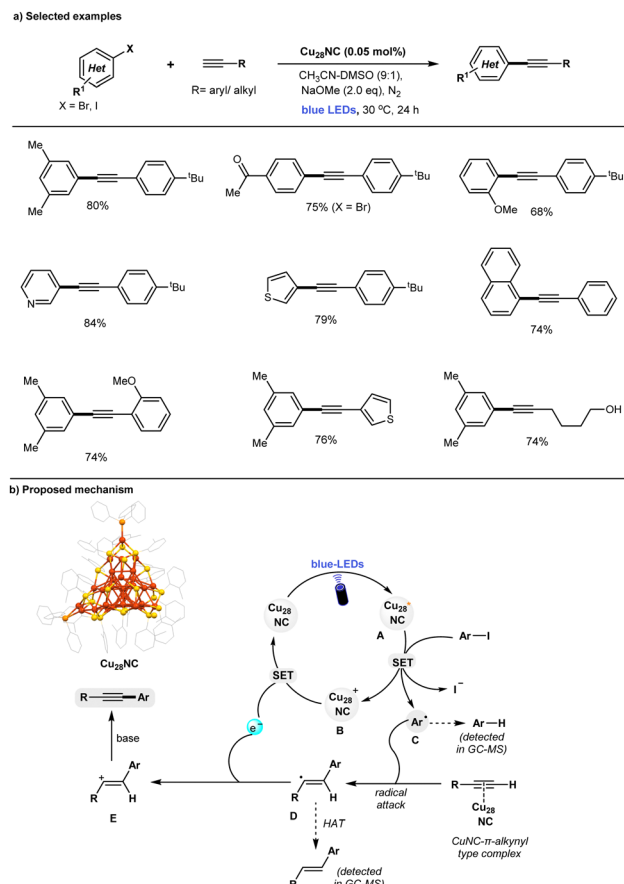 a) Selected examples
X
Het
R1
X = Br, I
+
R
R= aryl/ alkyl
Cu28NC (0.05 mol%)
CH3CN-DMSO (9:1),
NaOMe (2.0 eq), N2
blue LEDs, 30 °C, 24 h
Het
R1
R
Me
Me
tBu
80%
O
Me
tBu
75% (X = Br)
OMe
tBu
68%
N
tBu
84%
S
tBu
79%
74%
Me
Me
MeO
74%
Me
Me
S
76%
Me
Me
OH
74%
b) Proposed mechanism
Cu28NC
blue-LEDs
Cu28
NC
Cu28*
NC
A
Ar—I
SET
I−
SET
Cu28+
NC
B
Ar•
C
Ar—H
(detected
in GC-MS)
R
Ar
base
e−
Ar
+
R
H
E
Ar
•
R
H
D
radical
attack
R
H
Cu28
NC
CuNC-π-alkynyl
type complex
HAT
Ar
R
(detected
in GC-MS)